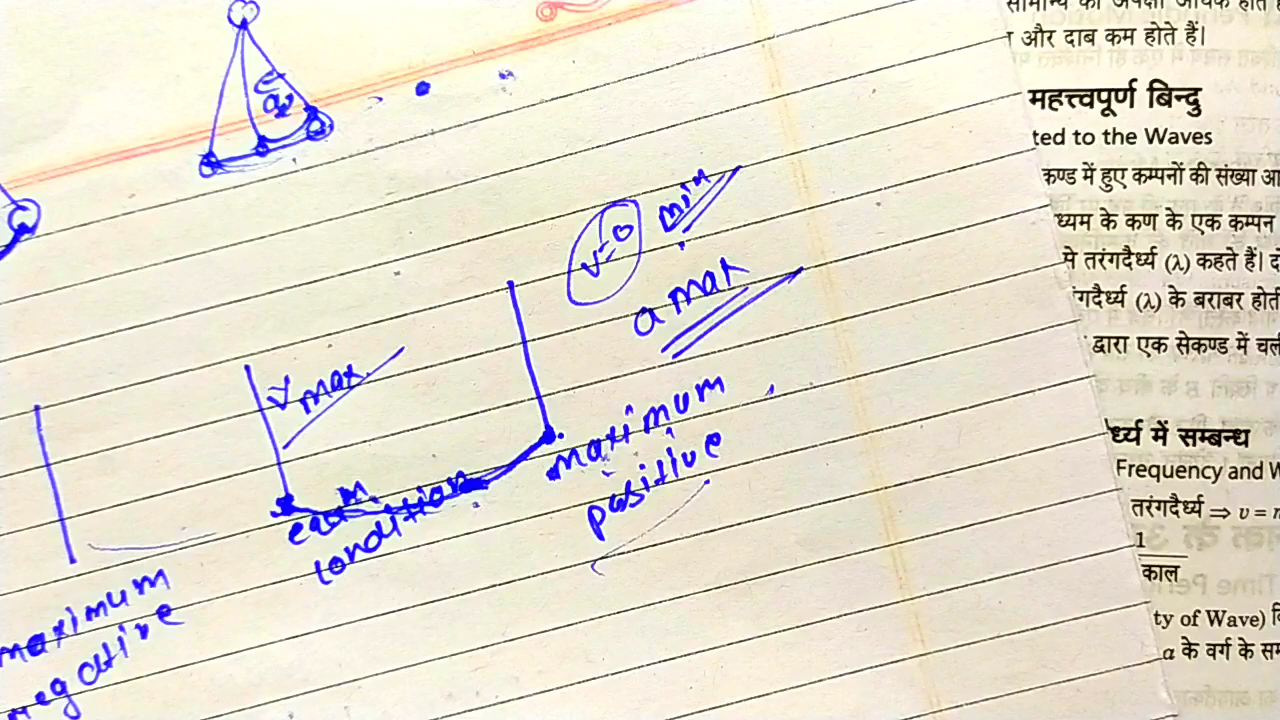 v=0 min
a max
v max.
maximum
positive
eqm
condition
maximum
negative
और दाब कम होते हैं।
महत्त्वपूर्ण बिन्दु
ted to the Waves
कण्ड में हुए कम्पनों की संख्या आ
ध्यम के कण के एक कम्पन
मे तरंगदैर्ध्य (λ) कहते हैं।
गदैर्ध्य (λ) के बराबर होती
द्वारा एक सेकण्ड में चल
र्ध्य में सम्बन्ध
Frequency and W
तरंगदैर्ध्य ⇒ v = n
1
काल
ty of Wave)
a के वर्ग के सम